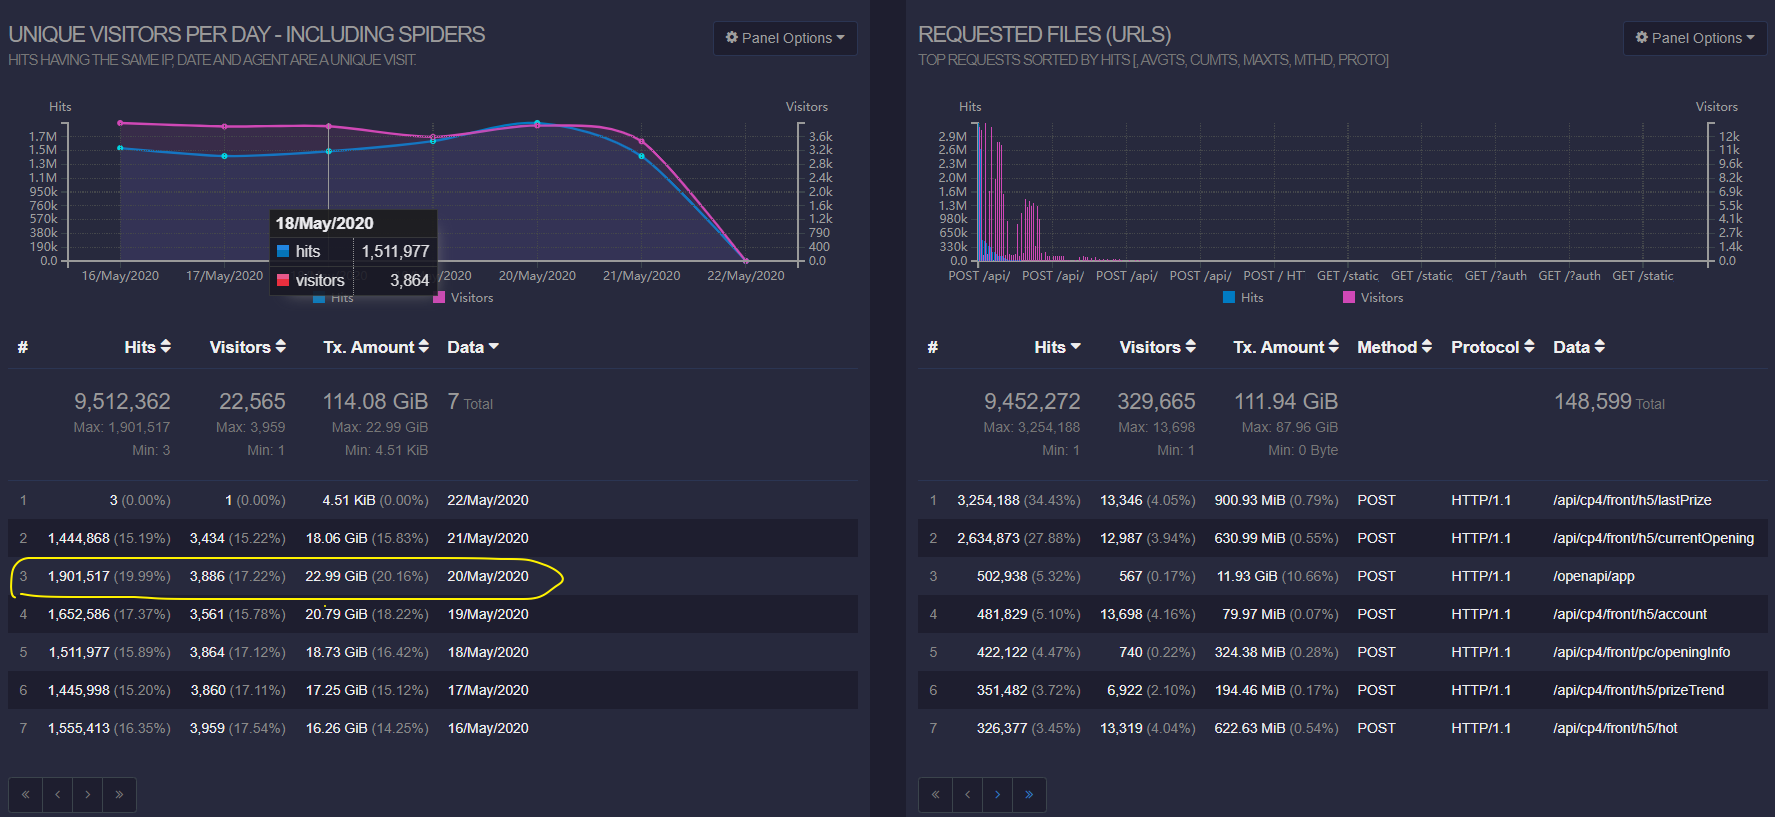 UNIQUE VISITORS PER DAY - INCLUDING SPIDERS
Panel Options
HITS HAVING THE SAME IP, DATE AND AGENT ARE A UNIQUE VISIT.
Hits Visitors
1.7M 3.6k
1.5M 3.2k
1.3M 2.8k
1.1M 2.4k
950k 2.0k
760k 1.6k
570k 1.2k
380k 800
190k 400
0.0 0.0
18/May/2020
hits 1,511,977
visitors 3,864
16/May/2020 17/May/2020 /2020 20/May/2020 21/May/2020 22/May/2020
Hits Visitors
# Hits Visitors Tx. Amount Data
9,512,362 22,565 114.08 GiB 7 Total
Max: 1,901,517 Max: 3,959 Max: 22.99 GiB
Min: 3 Min: 1 Min: 4.51 KiB
1 3 (0.00%) 1 (0.00%) 4.51 KiB (0.00%) 22/May/2020
2 1,444,868 (15.19%) 3,434 (15.22%) 18.06 GiB (15.83%) 21/May/2020
3 1,901,517 (19.99%) 3,886 (17.22%) 22.99 GiB (20.16%) 20/May/2020
4 1,652,586 (17.37%) 3,561 (15.78%) 20.79 GiB (18.22%) 19/May/2020
5 1,511,977 (15.89%) 3,864 (17.12%) 18.73 GiB (16.42%) 18/May/2020
6 1,445,998 (15.20%) 3,860 (17.11%) 17.25 GiB (15.12%) 17/May/2020
7 1,555,413 (16.35%) 3,959 (17.54%) 16.26 GiB (14.25%) 16/May/2020
« ‹ › »
REQUESTED FILES (URLS)
Panel Options
TOP REQUESTS SORTED BY HITS [, AVGTS, CUMTS, MAXTS, MTHD, PROTO]
Hits Visitors
2.9M 12k
2.6M 11k
2.3M 9.6k
2.0M 8.2k
1.6M 6.9k
1.3M 5.5k
980k 4.1k
650k 2.7k
330k 1.4k
0.0 0.0
POST /api/ POST /api/ POST /api/ POST /api/ POST / HT GET /static GET /static GET /?auth GET /?auth GET /static
Hits Visitors
# Hits Visitors Tx. Amount Method Protocol Data
9,452,272 329,665 111.94 GiB 148,599 Total
Max: 3,254,188 Max: 13,698 Max: 87.96 GiB
Min: 1 Min: 1 Min: 0 Byte
1 3,254,188 (34.43%) 13,346 (4.05%) 900.93 MiB (0.79%) POST HTTP/1.1 /api/cp4/front/h5/lastPrize
2 2,634,873 (27.88%) 12,987 (3.94%) 630.99 MiB (0.55%) POST HTTP/1.1 /api/cp4/front/h5/currentOpening
3 502,938 (5.32%) 567 (0.17%) 11.93 GiB (10.66%) POST HTTP/1.1 /openapi/app
4 481,829 (5.10%) 13,698 (4.16%) 79.97 MiB (0.07%) POST HTTP/1.1 /api/cp4/front/h5/account
5 422,122 (4.47%) 740 (0.22%) 324.38 MiB (0.28%) POST HTTP/1.1 /api/cp4/front/pc/openingInfo
6 351,482 (3.72%) 6,922 (2.10%) 194.46 MiB (0.17%) POST HTTP/1.1 /api/cp4/front/h5/prizeTrend
7 326,377 (3.45%) 13,319 (4.04%) 622.63 MiB (0.54%) POST HTTP/1.1 /api/cp4/front/h5/hot
« ‹ › »